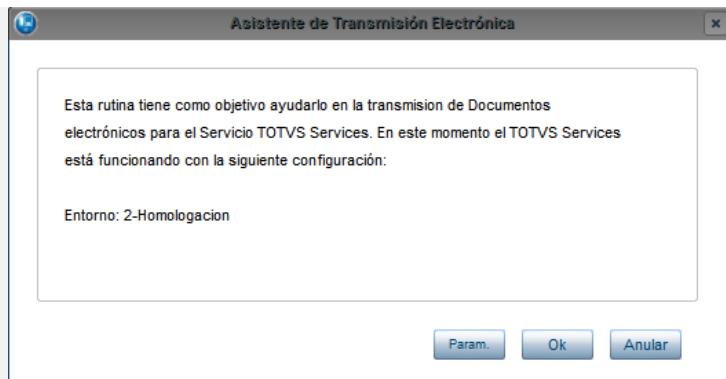 Asistente de Transmisión Electrónica
Esta rutina tiene como objetivo ayudarlo en la transmision de Documentos
electrónicos para el Servicio TOTVS Services. En este momento el TOTVS Services
está funcionando con la siguiente configuración:
Entorno: 2-Homologacion
Param.
Ok
Anular